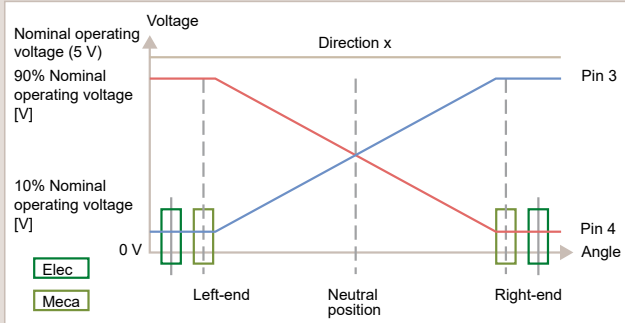 Voltage
Nominal operating
voltage (5 V)
Direction x
90% Nominal
operating voltage
[V]
Pin 3
10% Nominal
operating voltage
[V]
Pin 4
0 V
Angle
Elec
Meca
Left-end
Neutral
position
Right-end